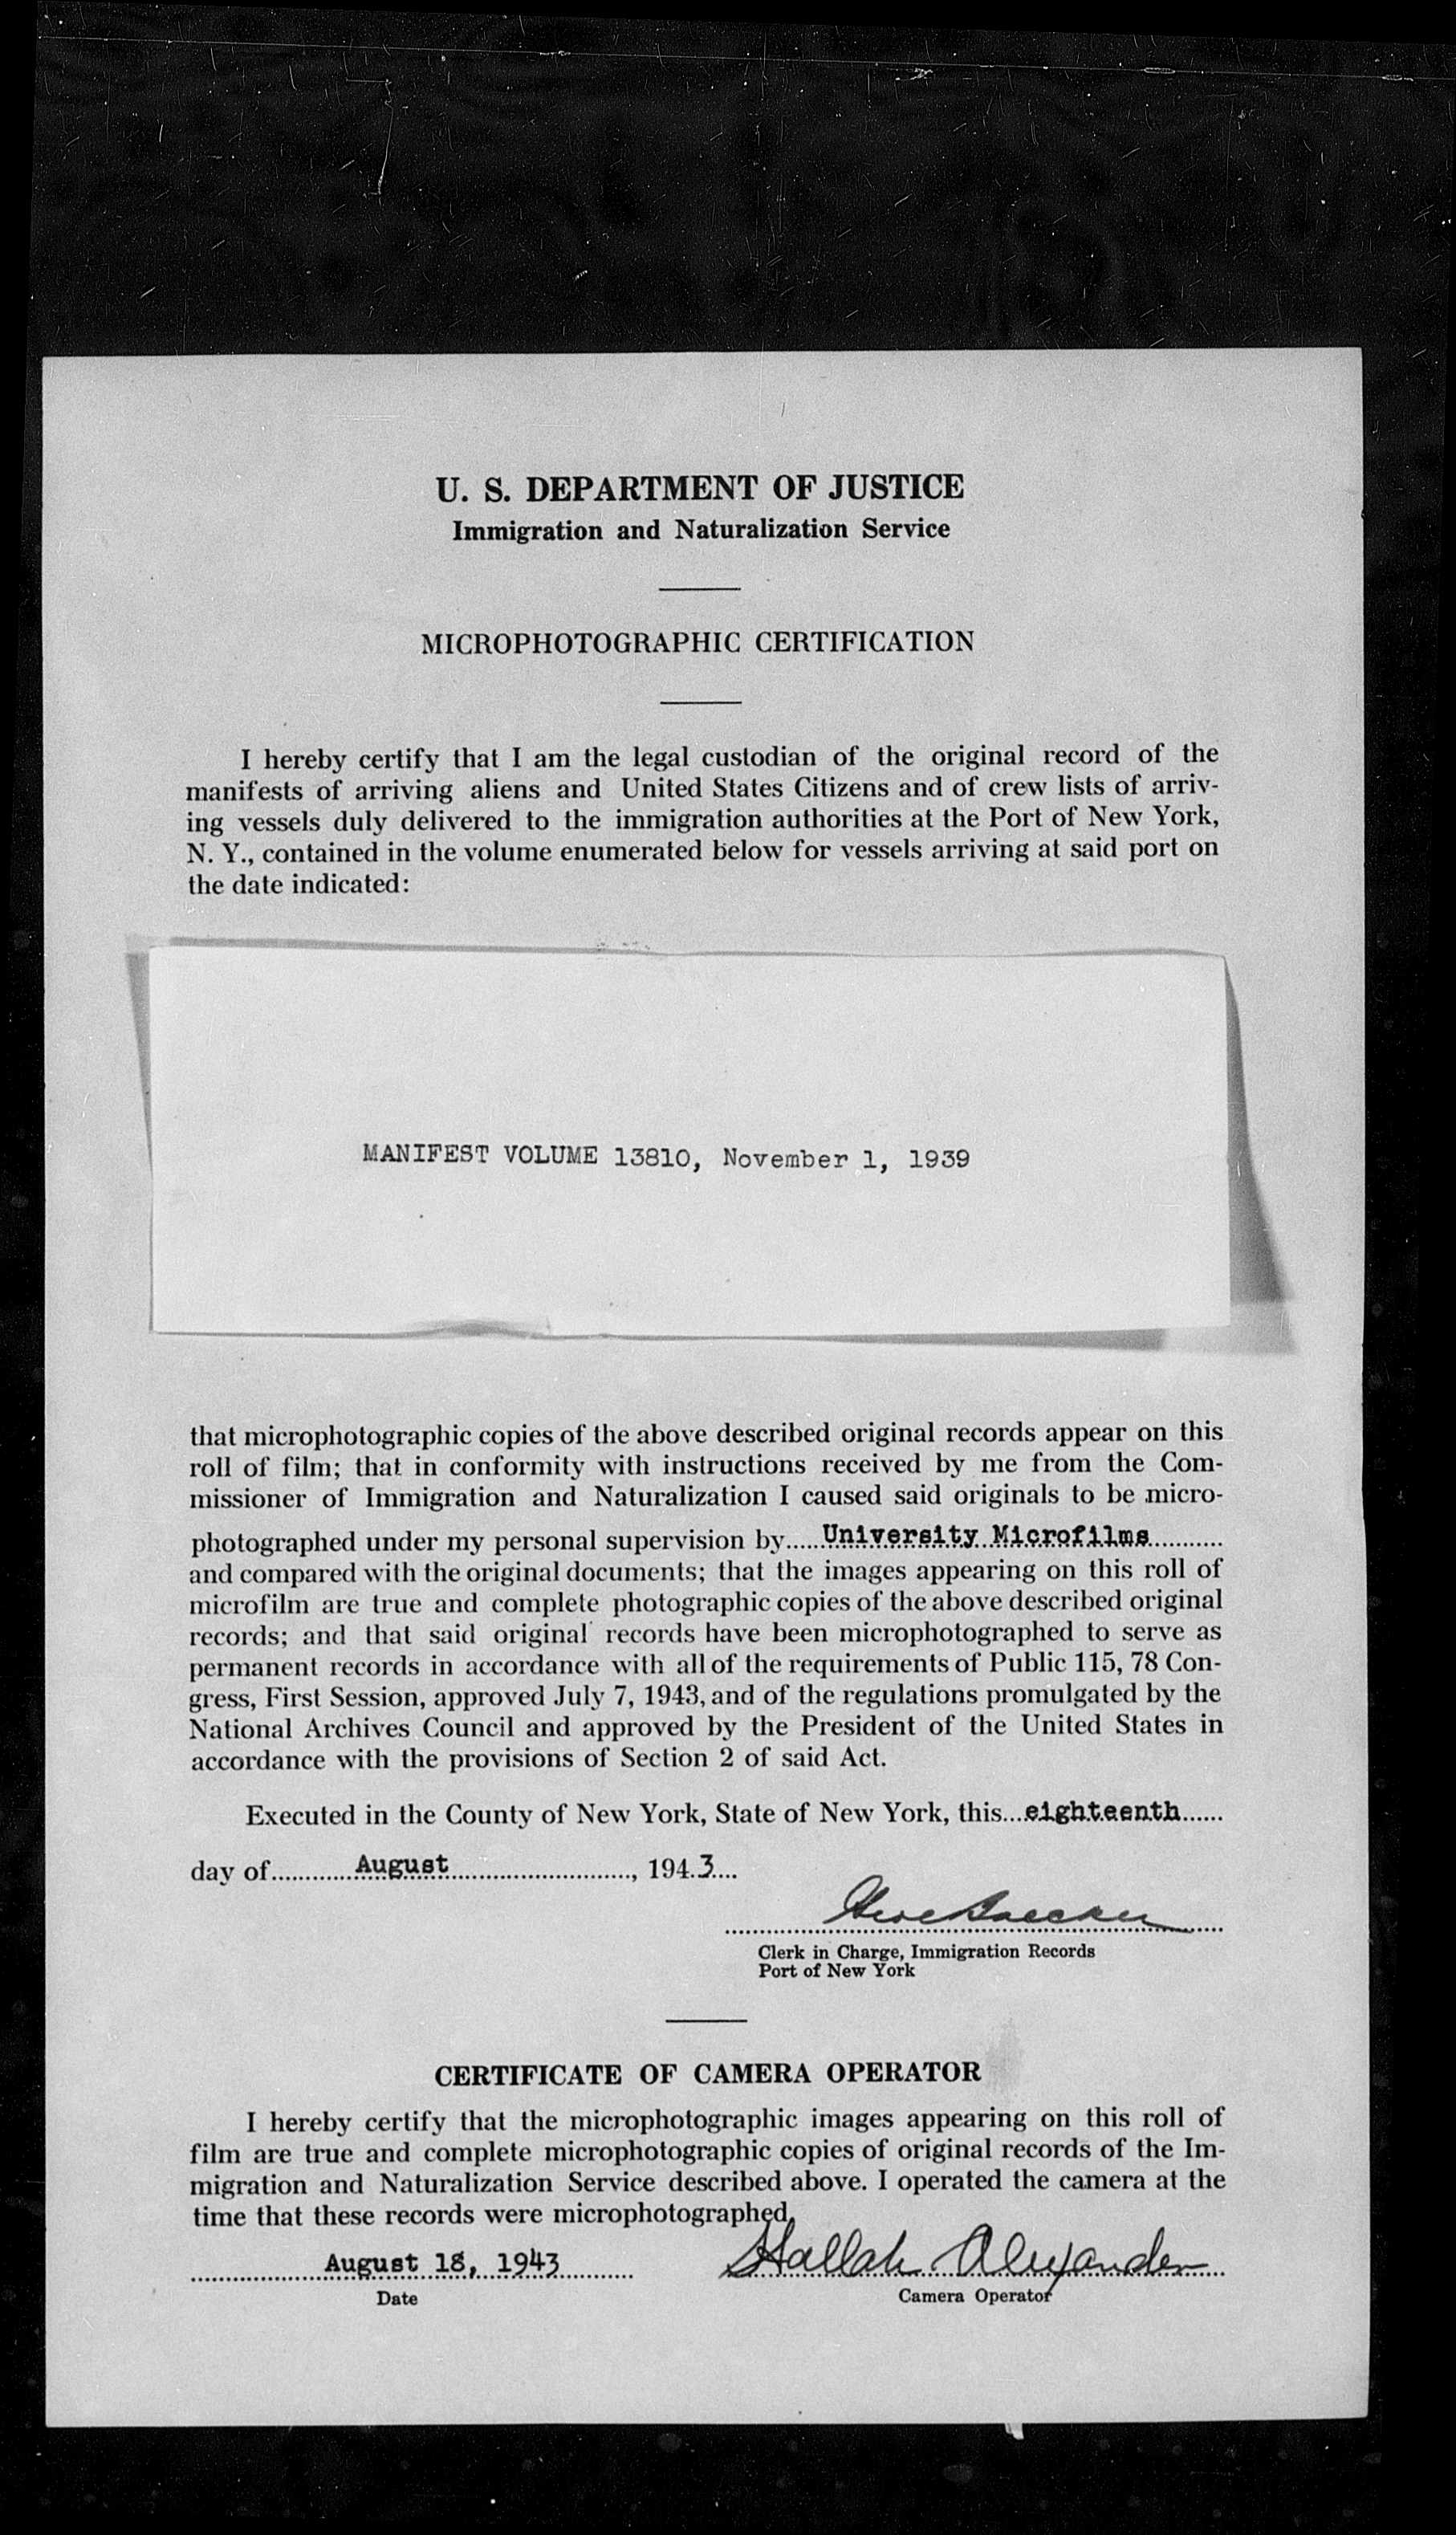 U. S. DEPARTMENT OF JUSTICE
Immigration and Naturalization Service
MICROPHOTOGRAPHIC CERTIFICATION
I hereby certify that I am the legal custodian of the original record of the
manifests of arriving aliens and United States Citizens and of crew lists of arriv-
ing vessels duly delivered to the immigration authorities at the Port of New York,
N. Y., contained in the volume enumerated below for vessels arriving at said port on
the date indicated:
MANIFEST VOLUME 13810, November 1, 1939
that microphotographic copies of the above described original records appear on this
roll of film; that in conformity with instructions received by me from the Com-
missioner of Immigration and Naturalization I caused said originals to be micro-
photographed under my personal supervision by.....University Microfilms...........
and compared with the original documents; that the images appearing on this roll of
microfilm are true and complete photographic copies of the above described original
records; and that said original records have been microphotographed to serve as
permanent records in accordance with all of the requirements of Public 115, 78 Con-
gress, First Session, approved July 7, 1943, and of the regulations promulgated by the
National Archives Council and approved by the President of the United States in
accordance with the provisions of Section 2 of said Act.
Executed in the County of New York, State of New York, this...eighteenth......
day of............August............................, 194.3....
Clerk in Charge, Immigration Records
Port of New York
CERTIFICATE OF CAMERA OPERATOR
I hereby certify that the microphotographic images appearing on this roll of
film are true and complete microphotographic copies of original records of the Im-
migration and Naturalization Service described above. I operated the camera at the
time that these records were microphotographed.
August 18, 1943 Alexander
Date Camera Operator